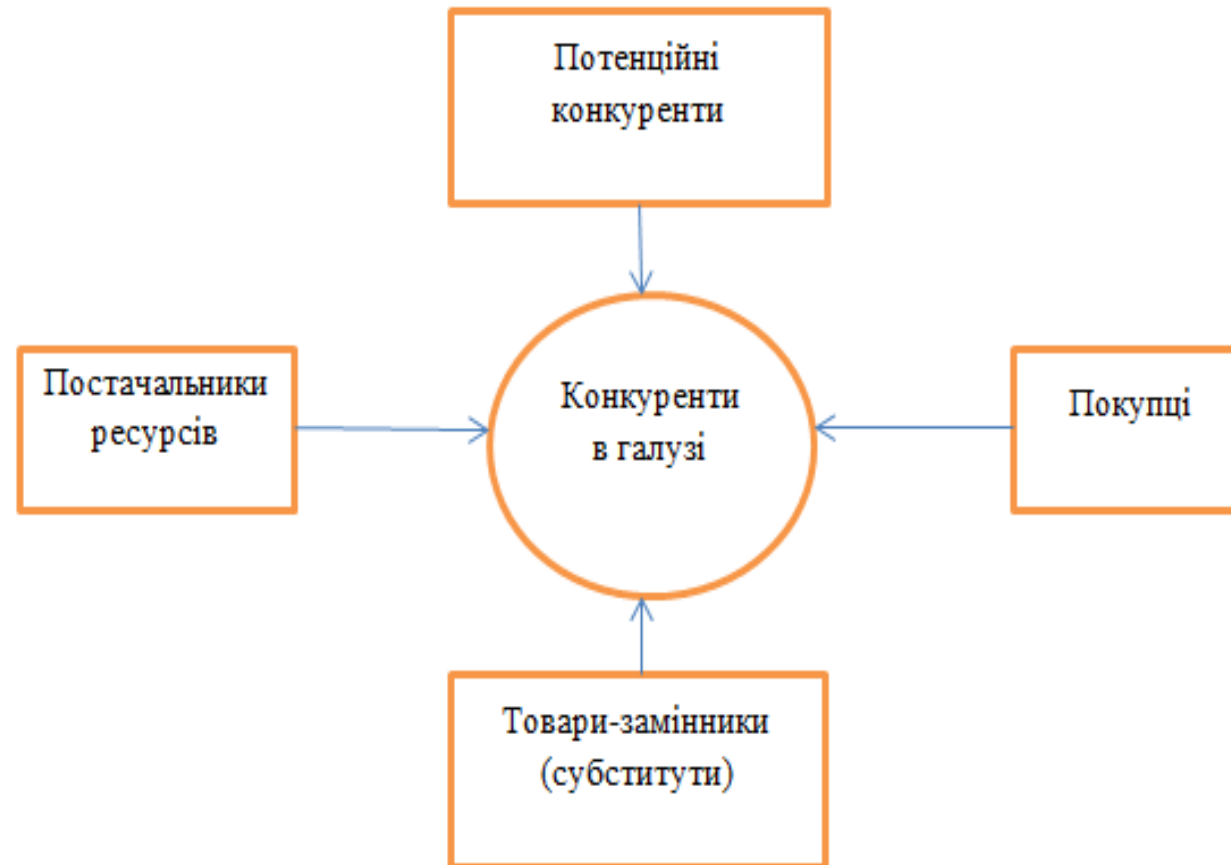 Потенційні
конкуренти
Постачальники
ресурсів
Конкуренти
в галузі
Покупці
Товари-замінники
(субститути)